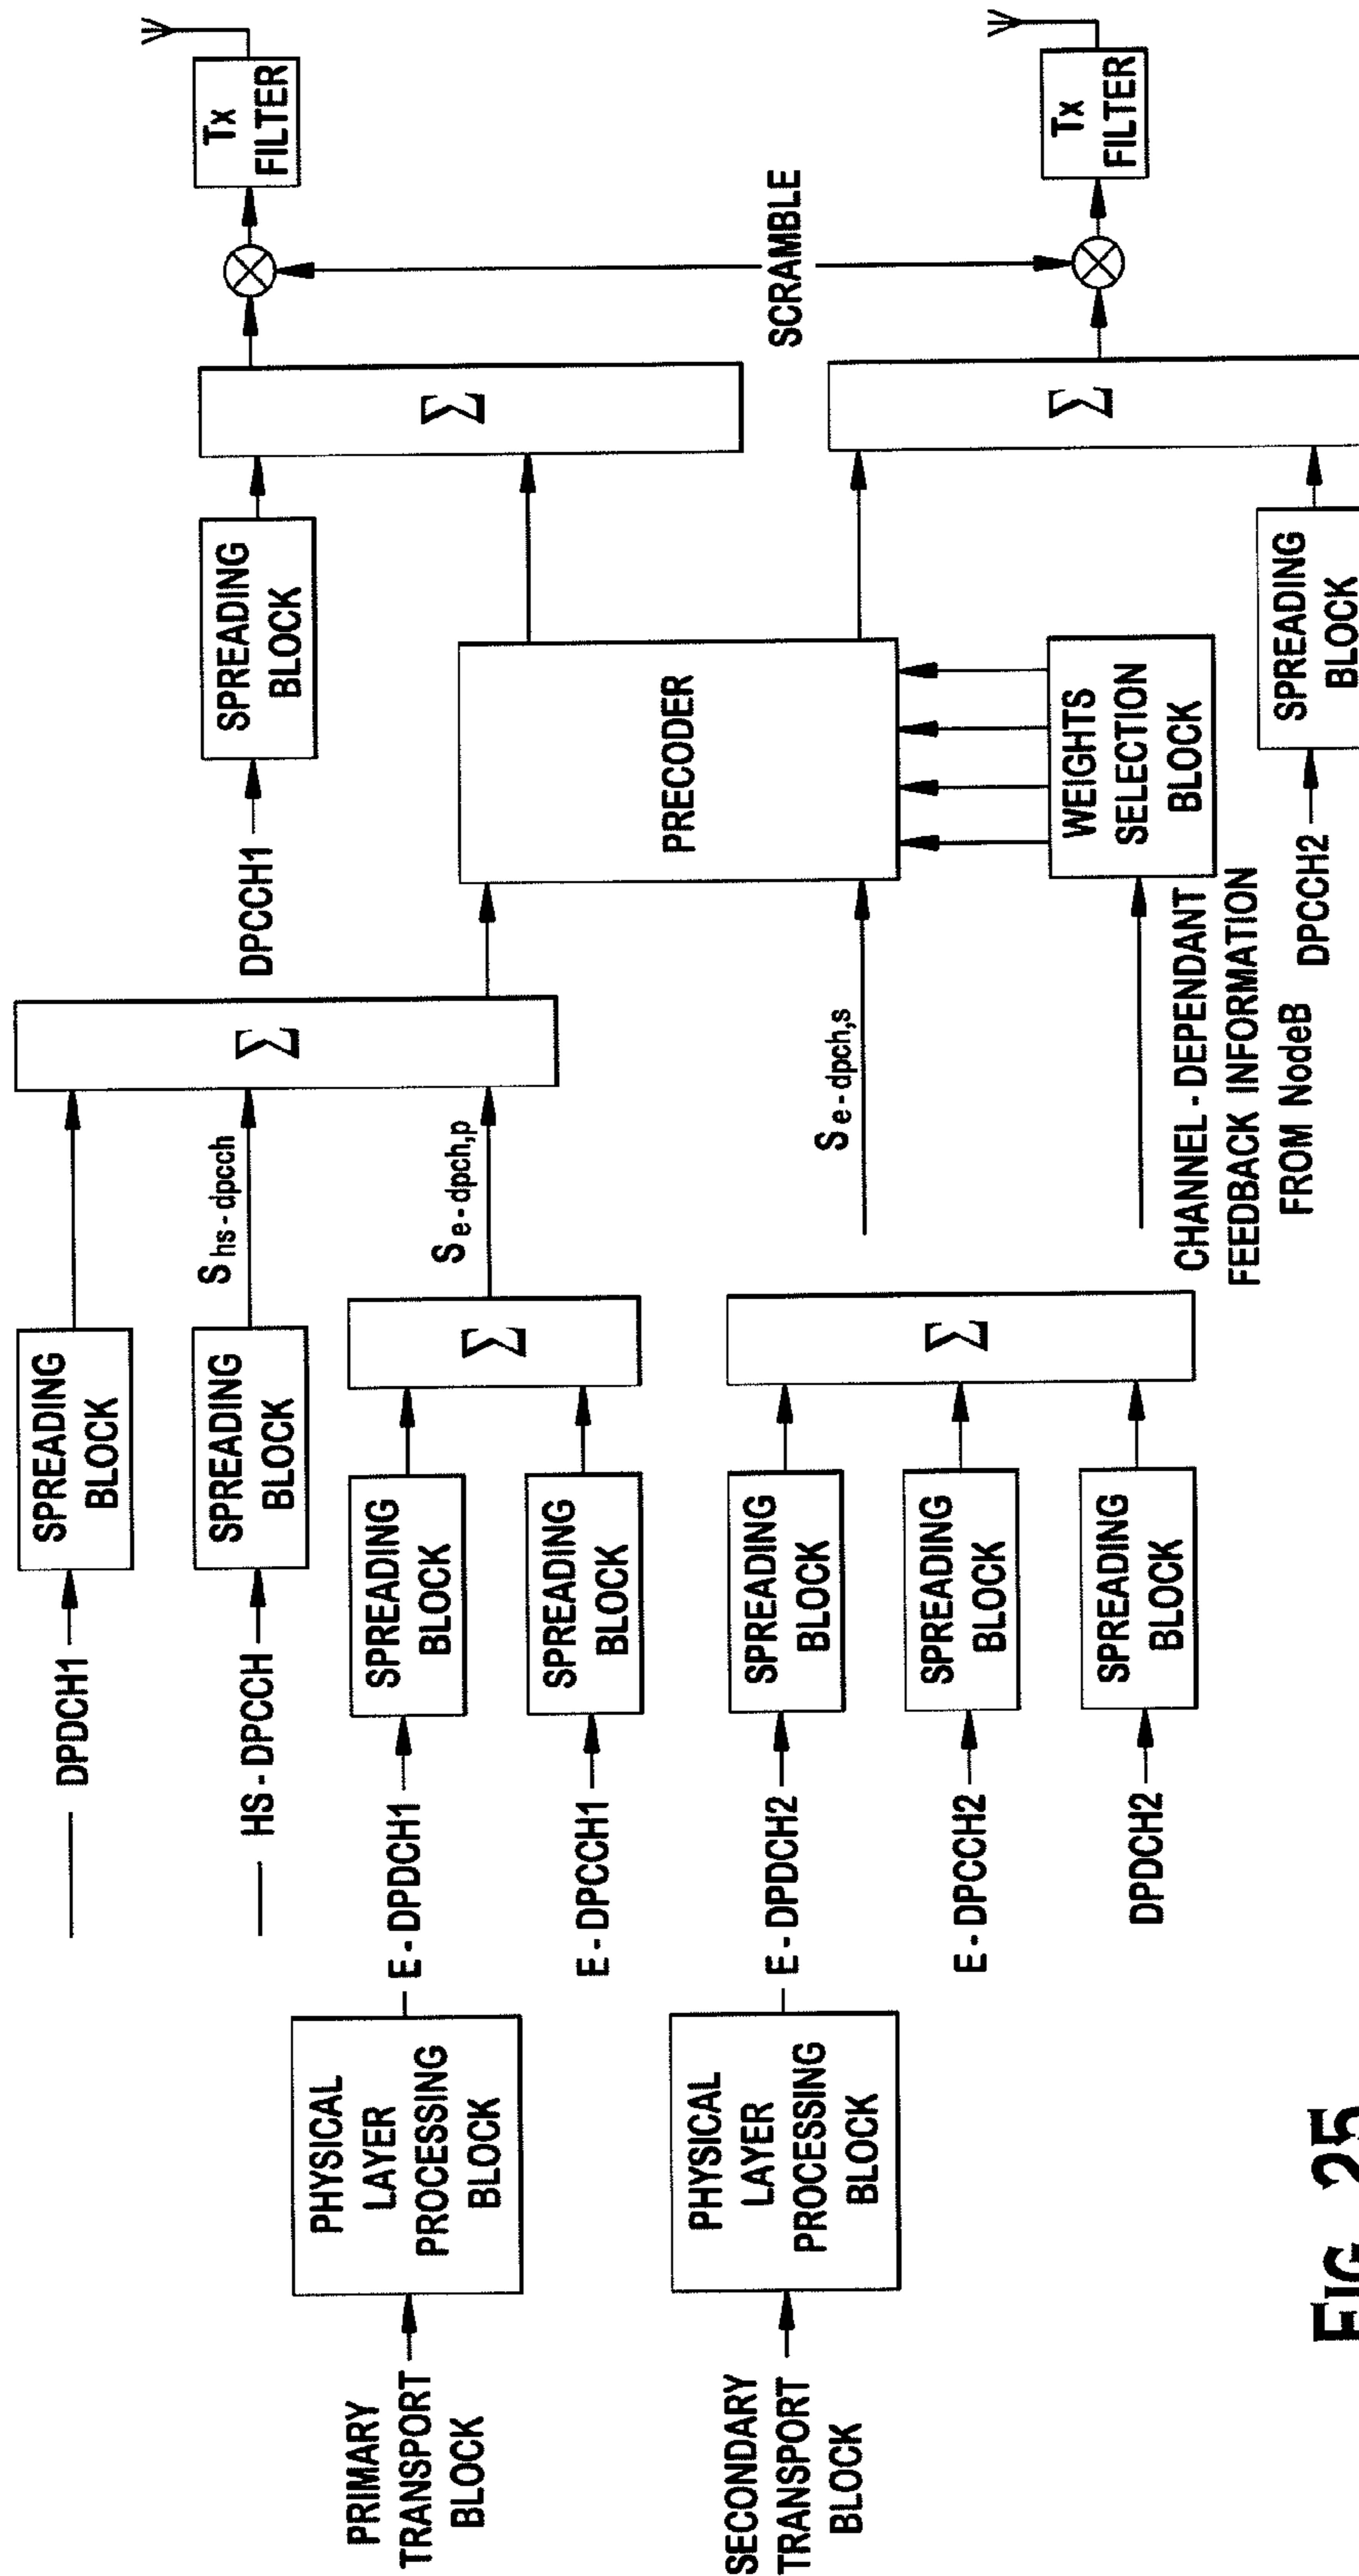 DPDCH1
SPREADING
BLOCK
HS - DPCCH
SPREADING
BLOCK
S hs - dpcch
PRIMARY
TRANSPORT
BLOCK
PHYSICAL
LAYER
PROCESSING
BLOCK
E - DPDCH1
SPREADING
BLOCK
E - DPCCH1
SPREADING
BLOCK
Σ
S e - dpch,p
Σ
DPCCH1
SPREADING
BLOCK
Σ
Tx
FILTER
SECONDARY
TRANSPORT
BLOCK
PHYSICAL
LAYER
PROCESSING
BLOCK
E - DPDCH2
SPREADING
BLOCK
E - DPCCH2
SPREADING
BLOCK
DPDCH2
SPREADING
BLOCK
Σ
S e - dpch,s
PRECODER
WEIGHTS
SELECTION
BLOCK
CHANNEL - DEPENDANT
FEEDBACK INFORMATION
FROM NodeB
DPCCH2
SPREADING
BLOCK
Σ
SCRAMBLE
Tx
FILTER
FIG. 25